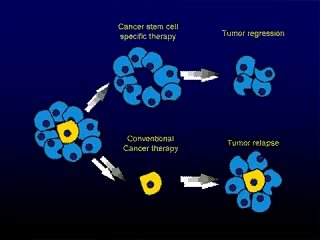 Cancer stem cell
specific therapy
Tumor regression
Conventional
Cancer therapy
Tumor relapse